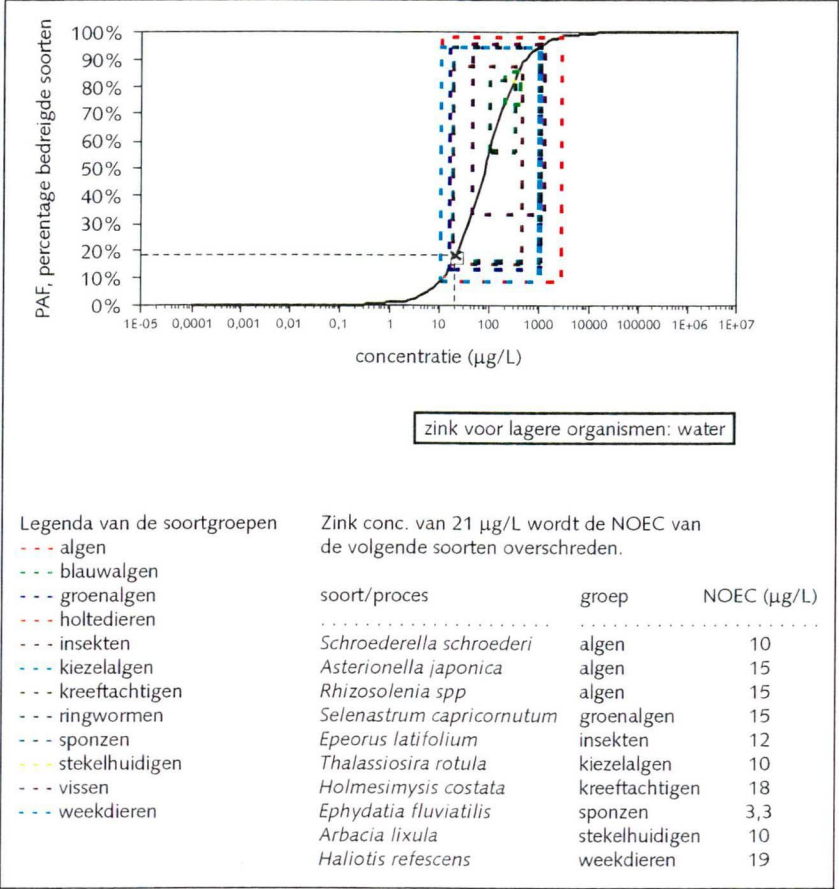 PAF, percentage bedreigde soorten
100%
90%
80%
70%
60%
50%
40%
30%
20%
10%
0%
1E-05 0,0001 0,001 0,01 0,1 1 10 100 1000 10000 100000 1E+06 1E+07
concentratie (µg/L)
zink voor lagere organismen: water
Legenda van de soortgroepen
- - - algen
- - - blauwalgen
- - - groenalgen
- - - holtedieren
- - - insekten
- - - kiezelalgen
- - - kreeftachtigen
- - - ringwormen
- - - sponzen
- - - stekelhuidigen
- - - vissen
- - - weekdieren
Zink conc. van 21 µg/L wordt de NOEC van
de volgende soorten overschreden.
soort/proces groep NOEC (µg/L)
Schroederella schroederi algen 10
Asterionella japonica algen 15
Rhizosolenia spp algen 15
Selenastrum capricornutum groenalgen 15
Epeorus latifolium insekten 12
Thalassiosira rotula kiezelalgen 10
Holmesimysis costata kreeftachtigen 18
Ephydatia fluviatilis sponzen 3,3
Arbacia lixula stekelhuidigen 10
Haliotis refescens weekdieren 19